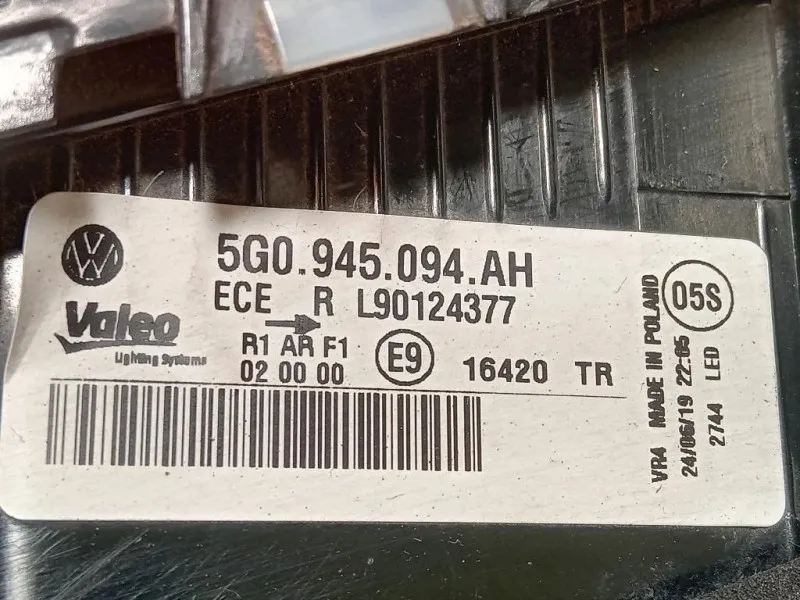 5G0.945.094.AH
ECE R L90124377
Valeo
Lighting Systems
R1 AR F1
02 00 00
E9
16420 TR
05S
VR4 MADE IN POLAND
24/06/19 22:05
2744 LED